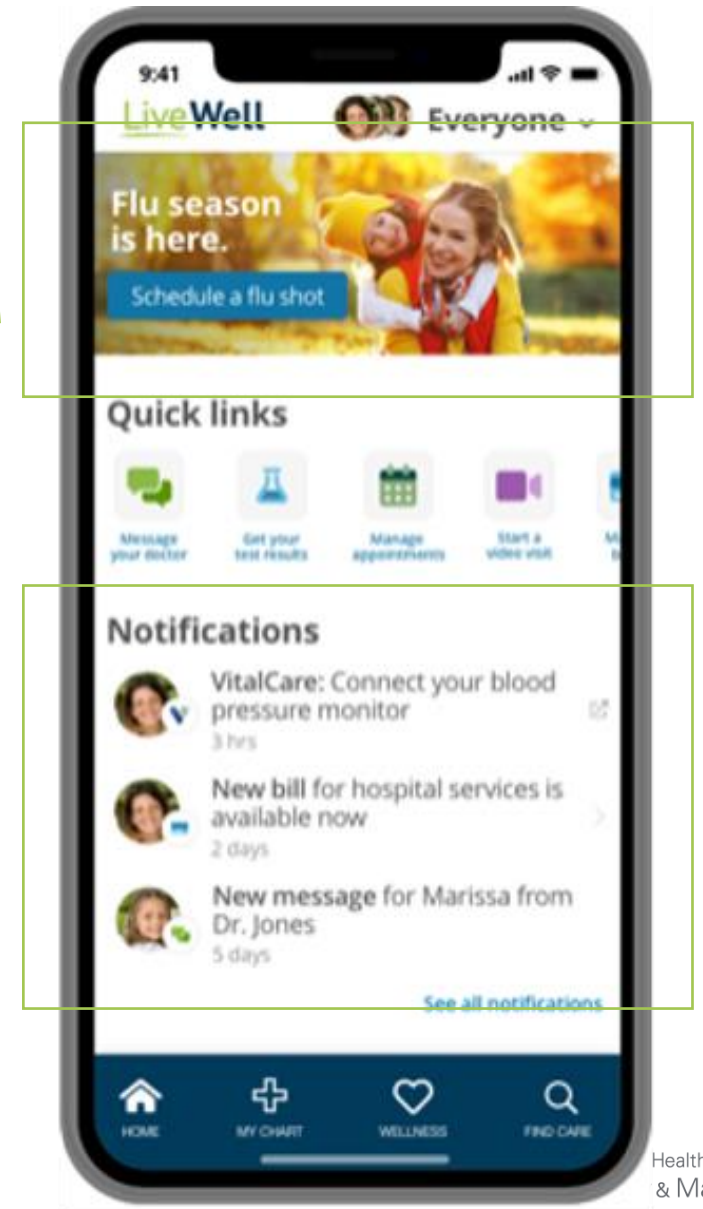 9:41
LiveWell
Everyone
Flu season
is here.
Schedule a flu shot
Quick links
Message
your doctor
Get your
test results
Manage
appointments
Start a
video visit
Notifications
VitalCare: Connect your blood
pressure monitor
3 hrs
New bill for hospital services is
available now
2 days
New message for Marissa from
Dr. Jones
5 days
See all notifications
HOME
MY CHART
WELLNESS
FIND CARE
Health
&